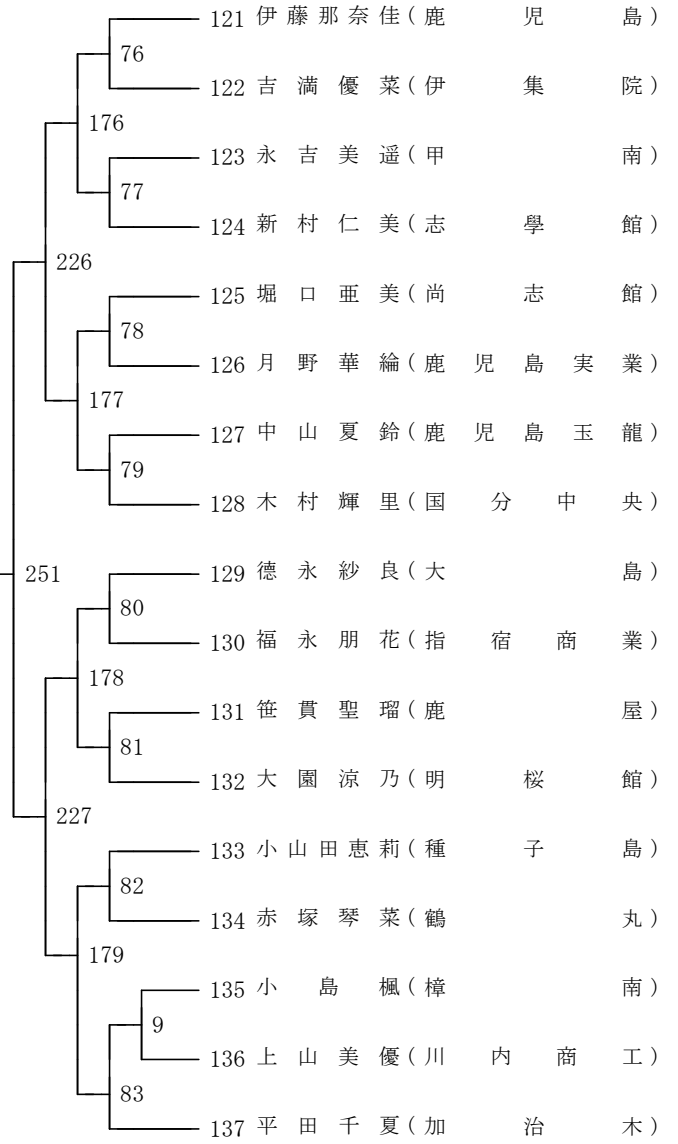 121 伊藤那奈佳(鹿児島)
76
122 吉満優菜(伊集院)
176
123 永吉美遥(甲南)
77
124 新村仁美(志學館)
226
125 堀口亜美(尚志館)
78
126 月野華綸(鹿児島実業)
177
127 中山夏鈴(鹿児島玉龍)
79
128 木村輝里(国分中央)
251
129 德永紗良(大島)
80
130 福永朋花(指宿商業)
178
131 笹貫聖瑠(鹿屋)
81
132 大園涼乃(明桜館)
227
133 小山田恵莉(種子島)
82
134 赤塚琴菜(鶴丸)
179
135 小島楓(樟南)
9
136 上山美優(川内商工)
83
137 平田千夏(加治木)